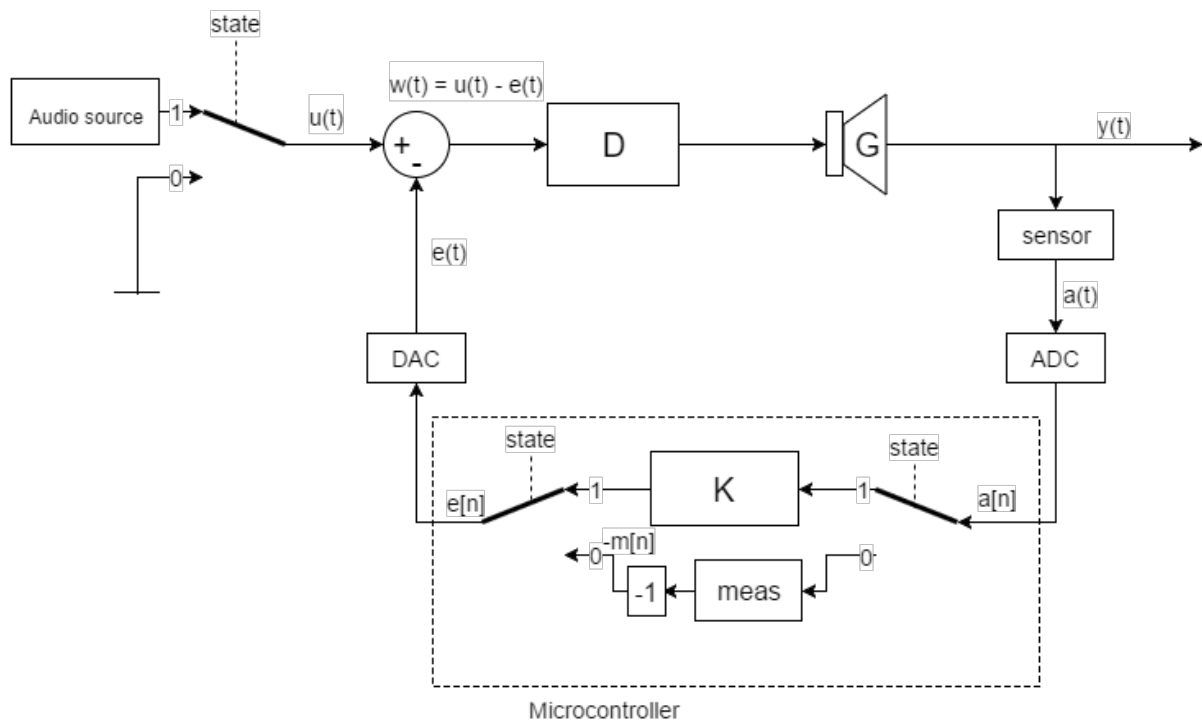 state
Audio source
1
0
u(t)
w(t) = u(t) - e(t)
+
-
D
G
y(t)
sensor
a(t)
ADC
e(t)
DAC
state
state
e[n]
1
K
1
a[n]
0
-m[n]
-1
meas
0
Microcontroller